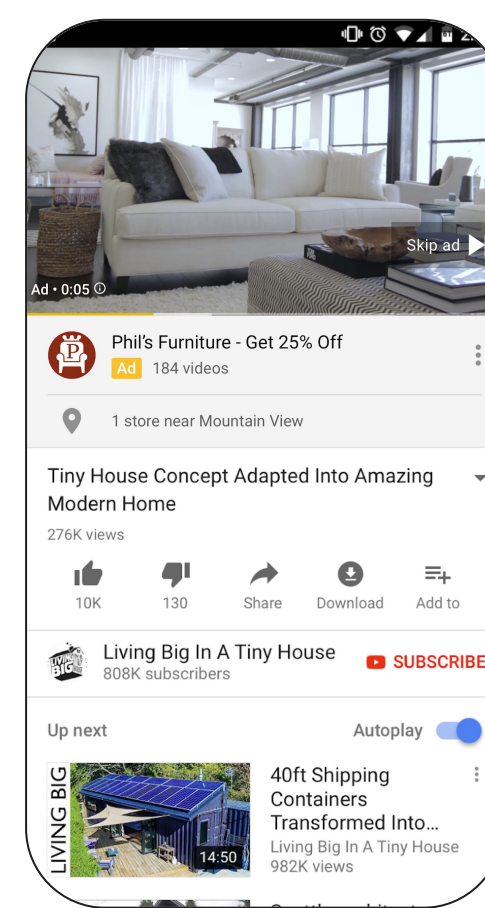 2
Skip ad
Ad • 0:05
P
Phil's Furniture - Get 25% Off
Ad 184 videos
1 store near Mountain View
Tiny House Concept Adapted Into Amazing
Modern Home
276K views
10K 130 Share Download Add to
LIVING
BIG
Living Big In A Tiny House
808K subscribers
SUBSCRIBE
Up next Autoplay
LIVING BIG
14:50
40ft Shipping
Containers
Transformed Into...
Living Big In A Tiny House
982K views